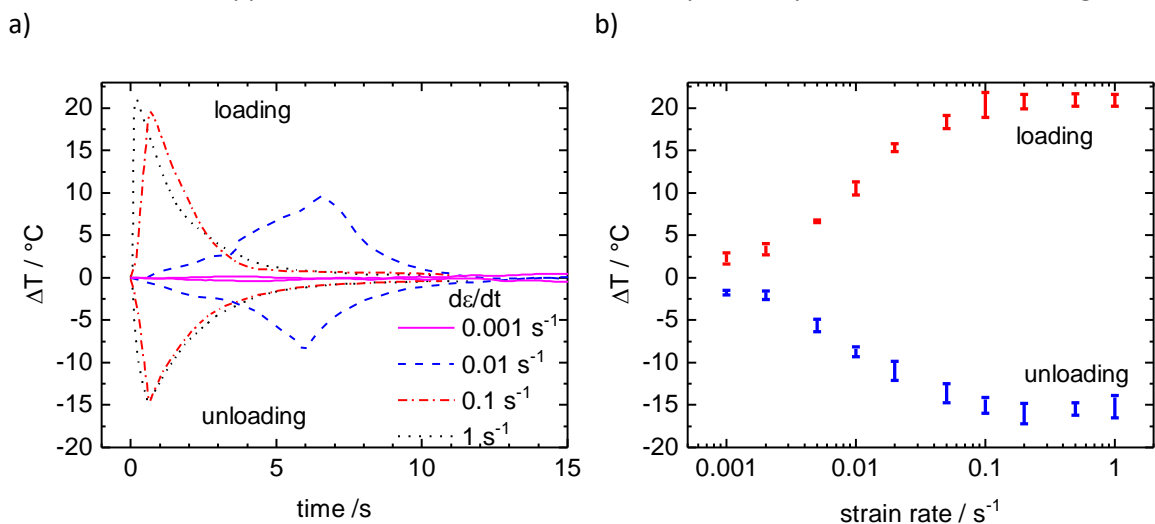 a)
b)
20
15
10
5
0
-5
-10
-15
-20
ΔT / °C
loading
unloading
dε/dt
0.001 s-1
0.01 s-1
0.1 s-1
1 s-1
0 5 10 15
time /s
20
15
10
5
0
-5
-10
-15
-20
ΔT / °C
loading
unloading
0.001 0.01 0.1 1
strain rate / s-1